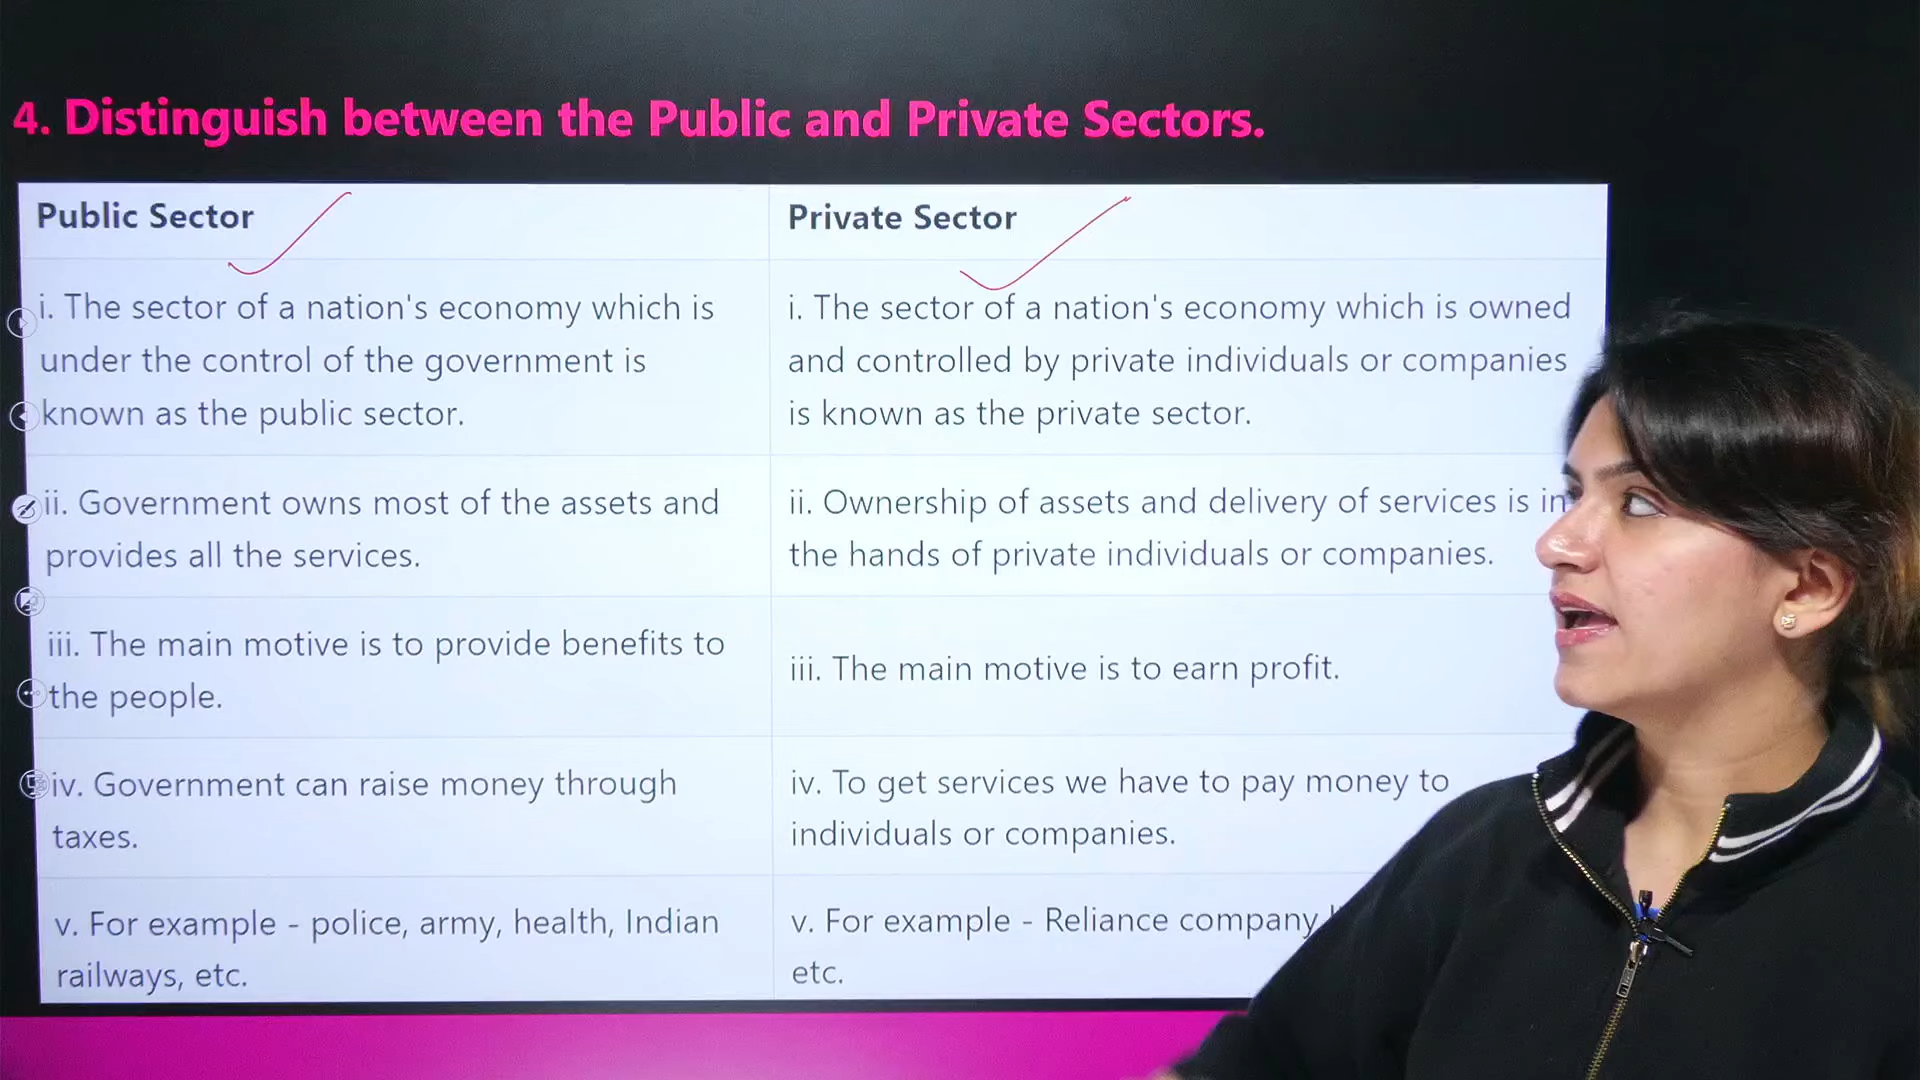 4. Distinguish between the Public and Private Sectors.
Public Sector
Private Sector
i. The sector of a nation's economy which is
under the control of the government is
known as the public sector.
i. The sector of a nation's economy which is owned
and controlled by private individuals or companies
is known as the private sector.
ii. Government owns most of the assets and
provides all the services.
ii. Ownership of assets and delivery of services is in
the hands of private individuals or companies.
iii. The main motive is to provide benefits to
the people.
iii. The main motive is to earn profit.
iv. Government can raise money through
taxes.
iv. To get services we have to pay money to
individuals or companies.
v. For example - police, army, health, Indian
railways, etc.
v. For example - Reliance company
etc.